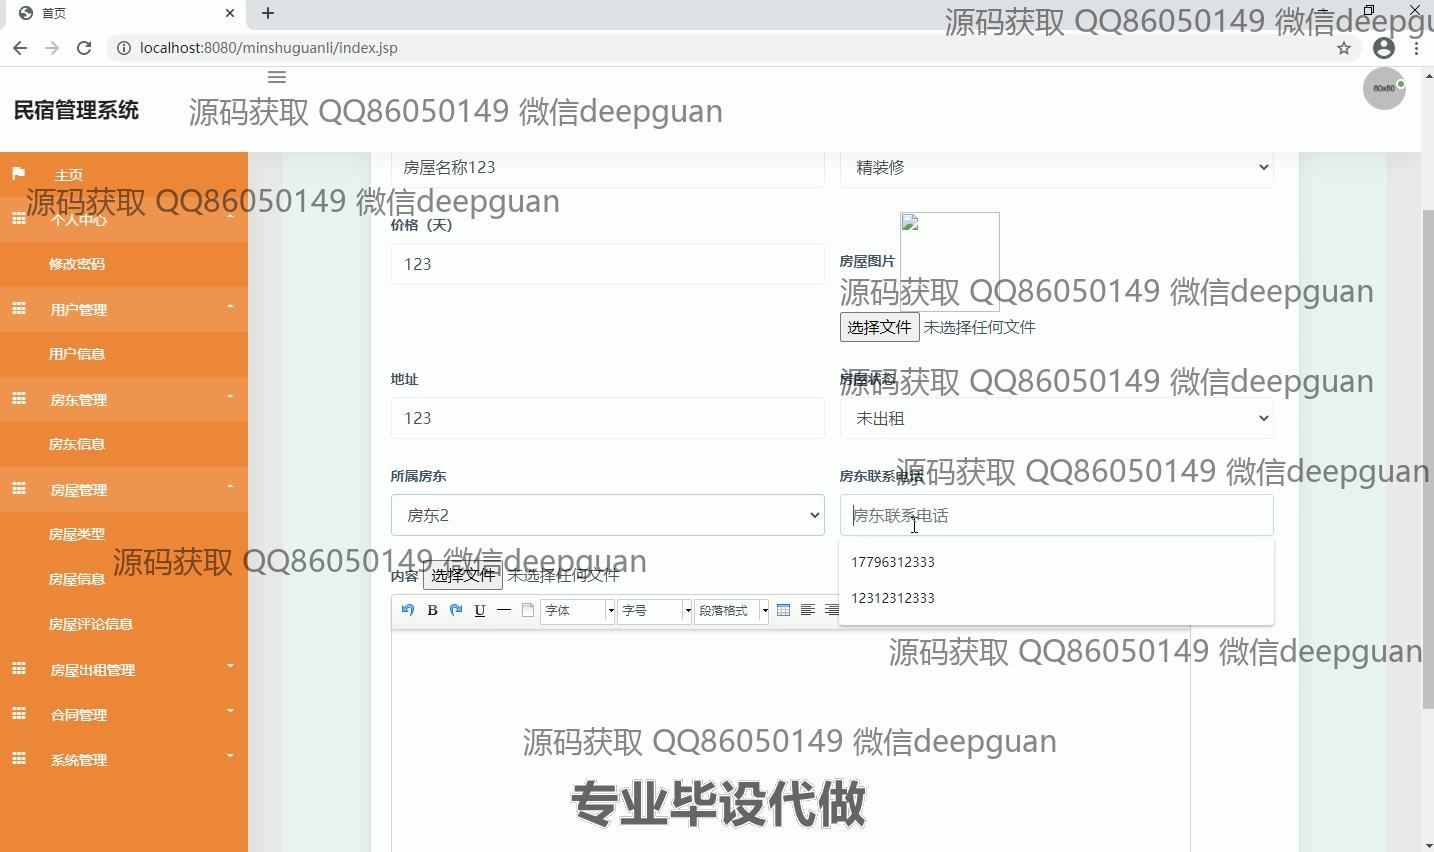 首页
源码获取 QQ86050149 微信deepgu
localhost:8080/minshuguanli/index.jsp
民宿管理系统
源码获取 QQ86050149 微信deepguan
80x80
主页
源码获取 QQ86050149 微信deepguan
个人中心
修改密码
用户管理
用户信息
房东管理
房东信息
房屋管理
房屋类型
房屋信息
房屋评论信息
房屋出租管理
合同管理
系统管理
房屋名称123
精装修
价格（天）
123
房屋图片
源码获取 QQ86050149 微信deepguan
选择文件 未选择任何文件
地址
房屋状态
源码获取 QQ86050149 微信deepguan
123
未出租
所属房东
房东联系电话
源码获取 QQ86050149 微信deepguan
房东2
房东联系电话
17796312333
12312312333
源码获取 QQ86050149 微信deepguan
内容 选择文件 未选择任何文件
B U 字体 字号 段落格式
源码获取 QQ86050149 微信deepguan
源码获取 QQ86050149 微信deepguan
专业毕设代做